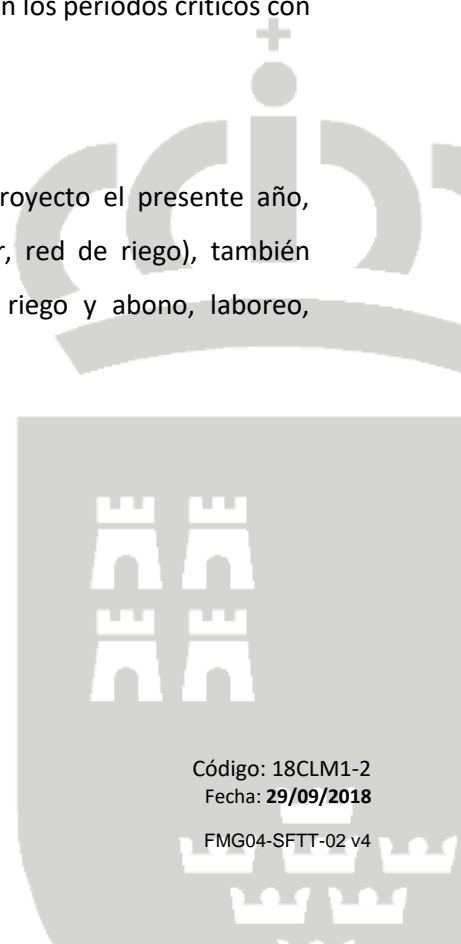 n los periodos críticos con
royecto el presente año,
r, red de riego), también
riego y abono, laboreo,
Código: 18CLM1-2
Fecha: 29/09/2018
FMG04-SFTT-02 v4